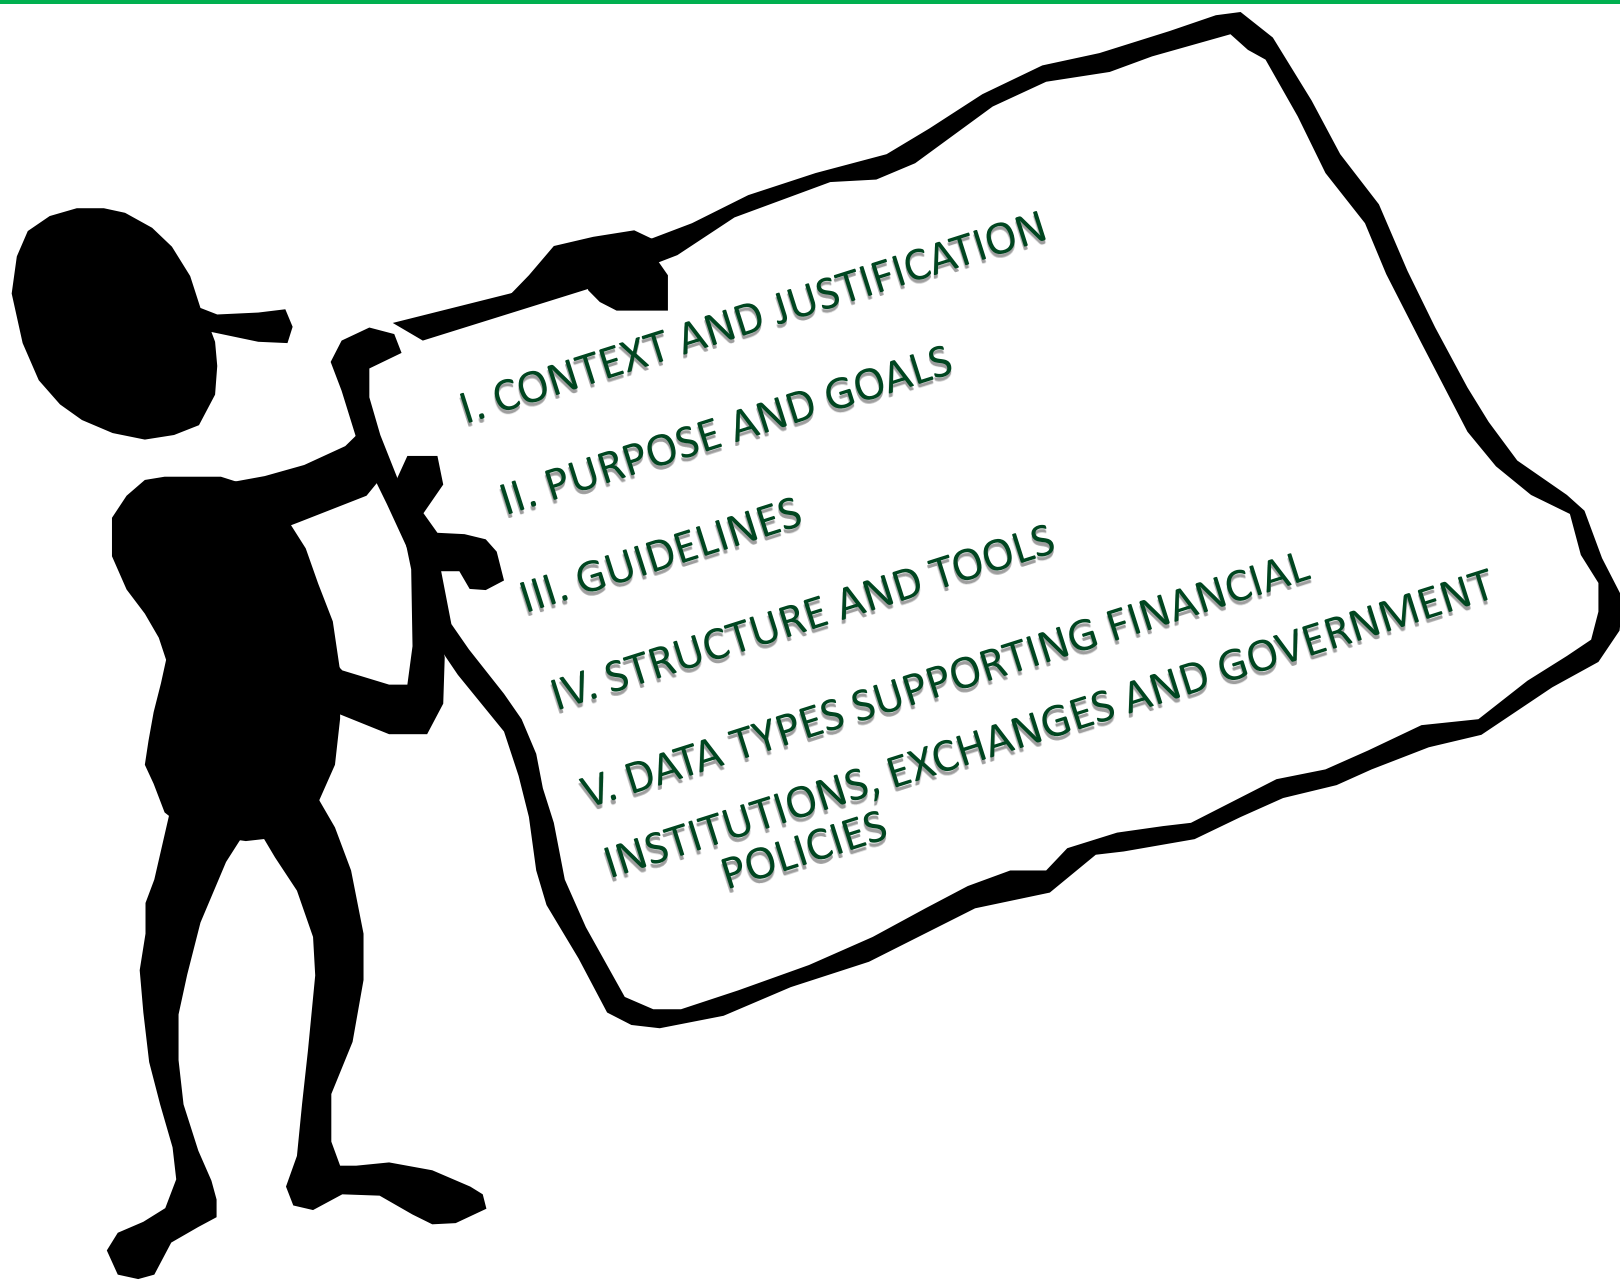 I. CONTEXT AND JUSTIFICATION
II. PURPOSE AND GOALS
III. GUIDELINES
IV. STRUCTURE AND TOOLS
V. DATA TYPES SUPPORTING FINANCIAL
INSTITUTIONS, EXCHANGES AND GOVERNMENT
POLICIES